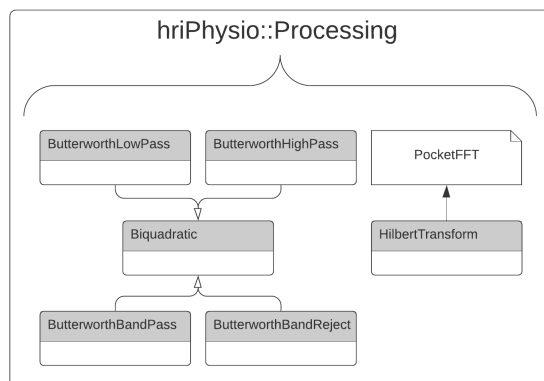 hriPhysio::Processing
ButterworthLowPass
ButterworthHighPass
PocketFFT
Biquadratic
HilbertTransform
ButterworthBandPass
ButterworthBandReject